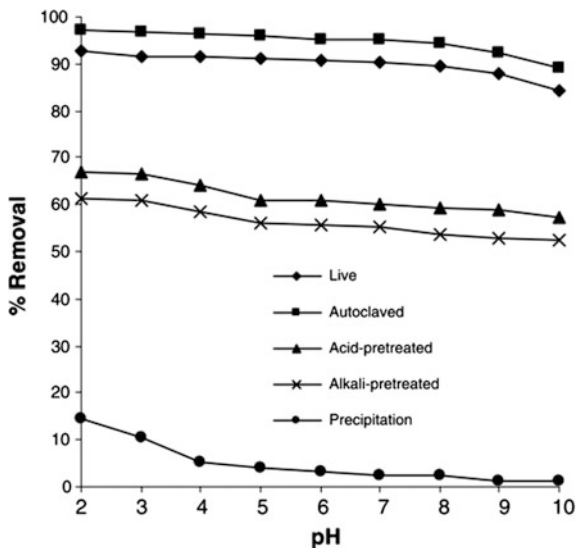 100
90
80
70
60
50
40
30
20
10
0
% Removal
Live
Autoclaved
Acid-pretreated
Alkali-pretreated
Precipitation
2 3 4 5 6 7 8 9 10
pH